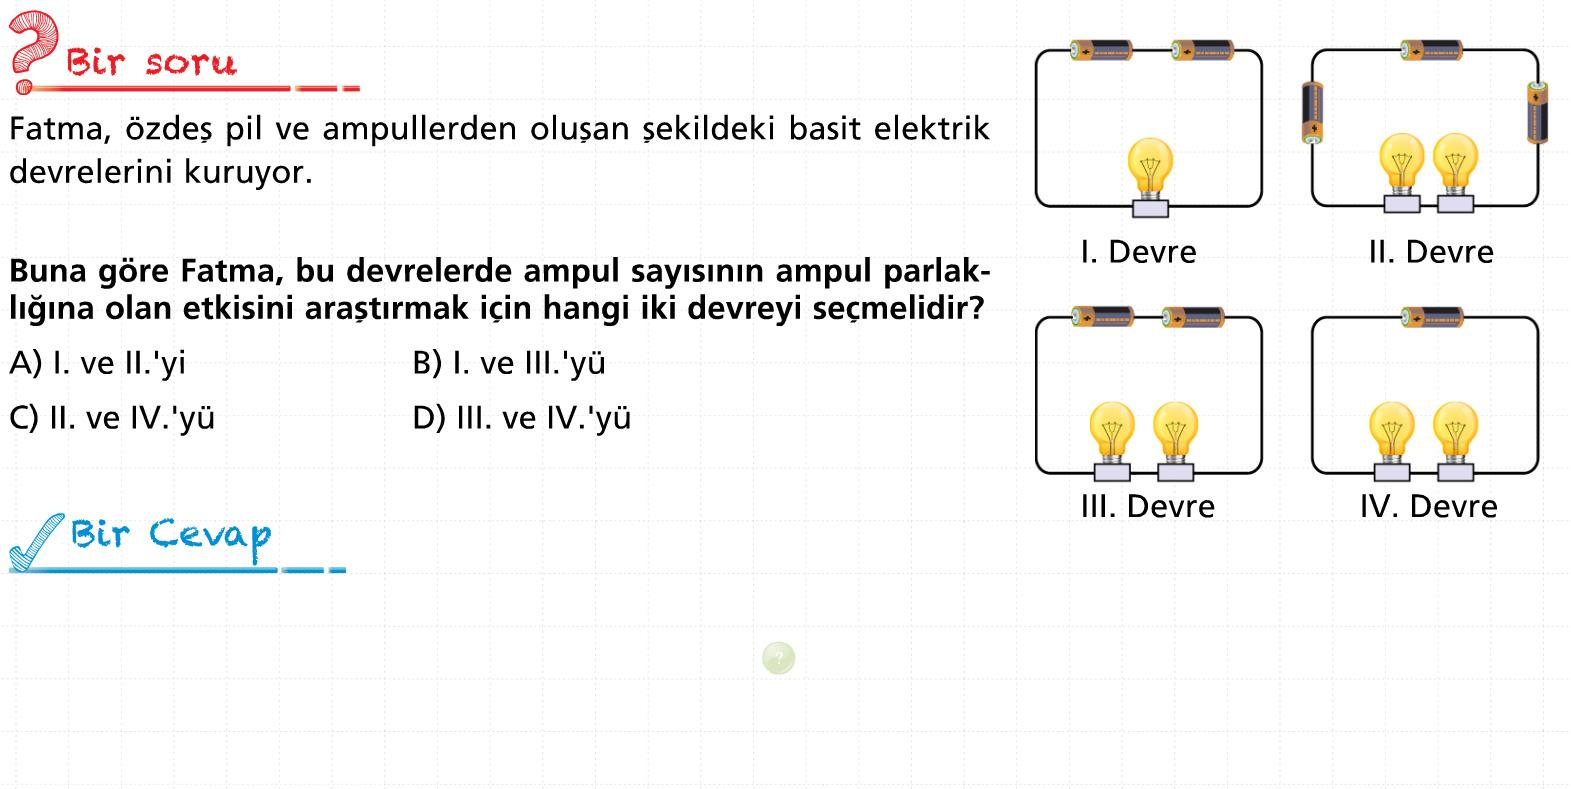 Bir soru
Fatma, özdeş pil ve ampullerden oluşan şekildeki basit elektrik
devrelerini kuruyor.
Buna göre Fatma, bu devrelerde ampul sayısının ampul parlak-
lığına olan etkisini araştırmak için hangi iki devreyi seçmelidir?
A) I. ve II.'yi
B) I. ve III.'yü
C) II. ve IV.'yü
D) III. ve IV.'yü
I. Devre
II. Devre
III. Devre
IV. Devre
Bir Cevap
?